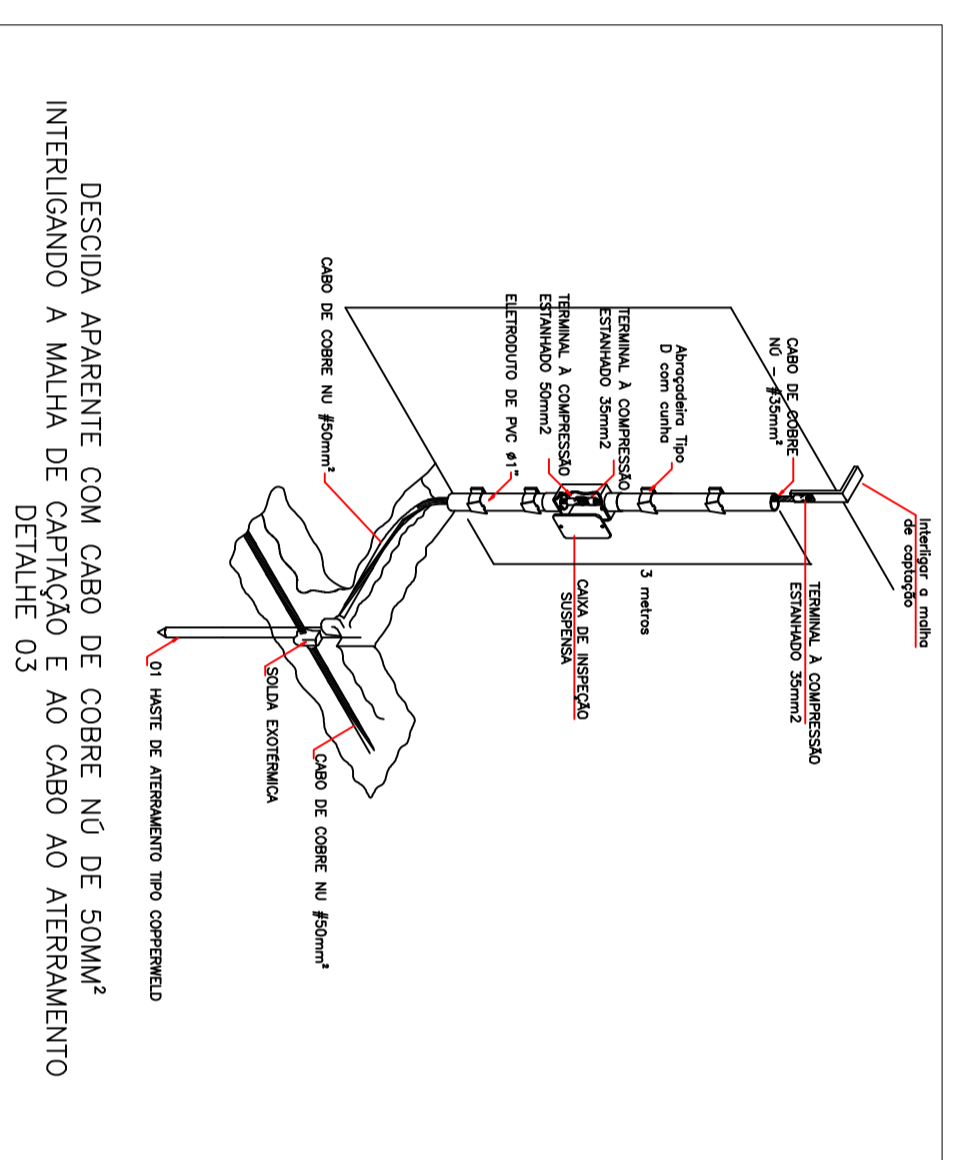 Interligar a malha
de captação
TERMINAL À COMPRESSÃO
ESTANHADO 35mm2
CABO DE COBRE
NÚ – #35mm²
Abraçadeira Tipo
D com cunha
3 metros
TERMINAL À COMPRESSÃO
ESTANHADO 35mm2
TERMINAL À COMPRESSÃO
ESTANHADO 50mm2
CAIXA DE INSPEÇÃO
SUSPENSA
ELETRODUTO DE PVC ø1"
CABO DE COBRE NU #50mm²
CABO DE COBRE NU #50mm²
SOLDA EXOTÉRMICA
01 HASTE DE ATERRAMENTO TIPO COPPERWELD
DESCIDA APARENTE COM CABO DE COBRE NÚ DE 50MM²
INTERLIGANDO A MALHA DE CAPTAÇÃO E AO CABO AO ATERRAMENTO
DETALHE 03